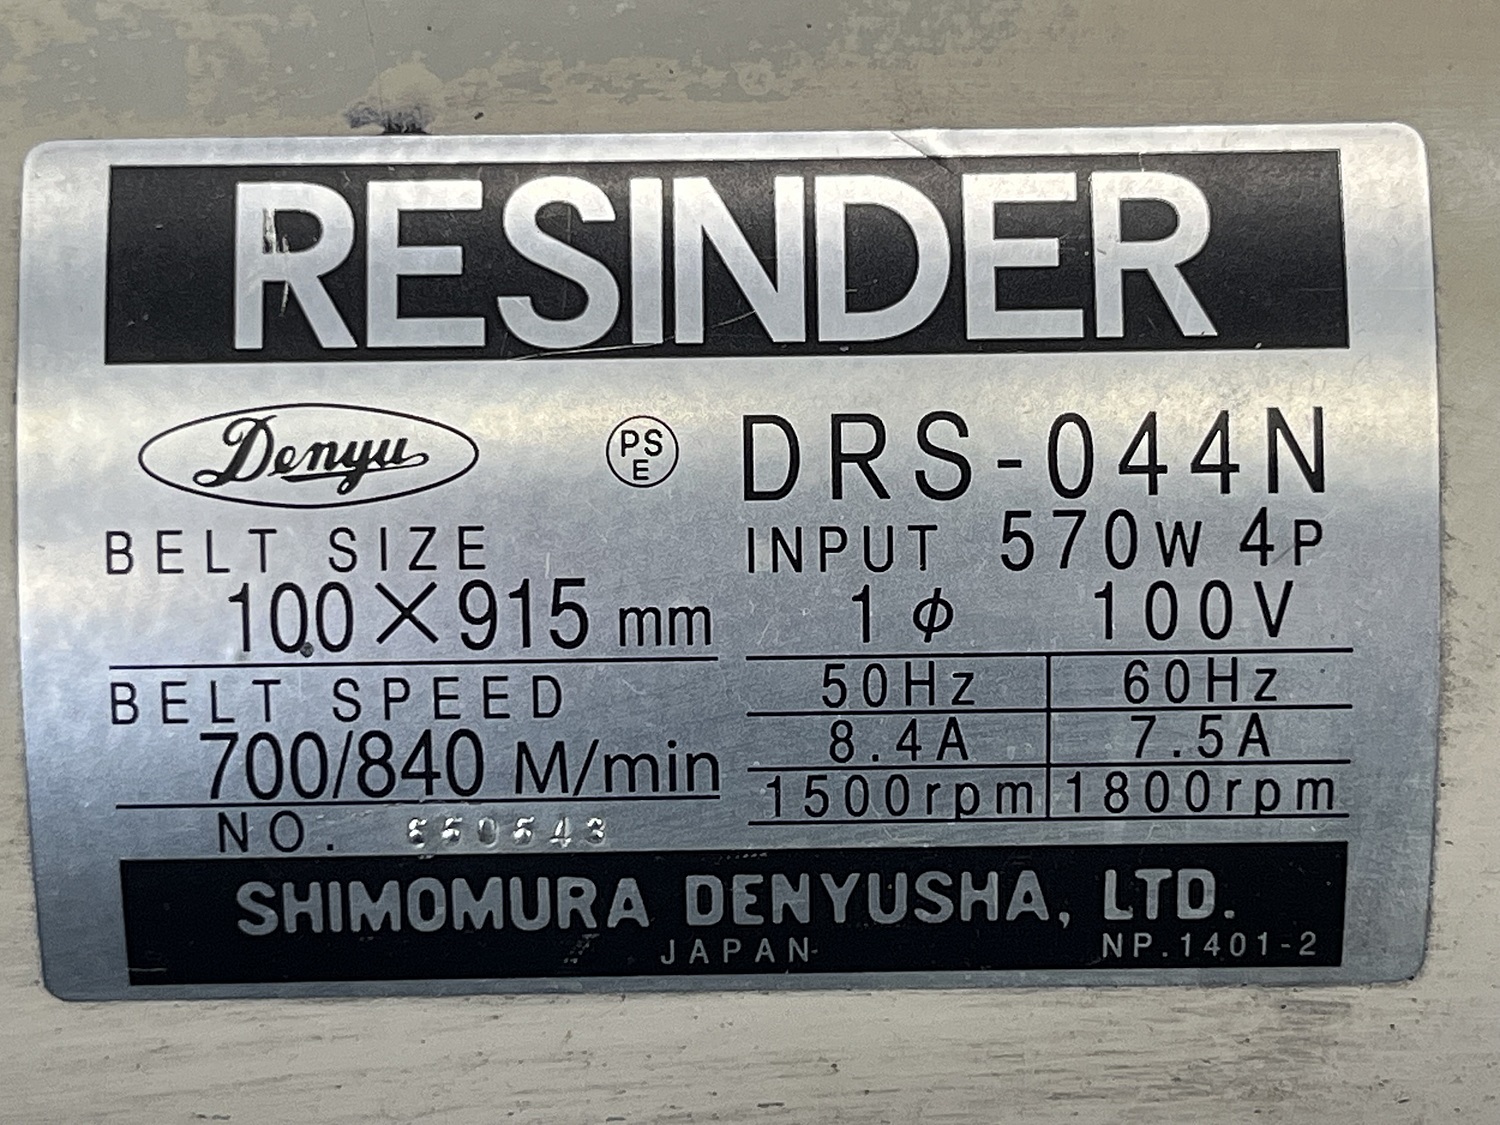 RESINDER
Denyu
PSE
DRS-044N
BELT SIZE
100×915 mm
INPUT 570W 4P
1φ 100V
BELT SPEED
700/840 M/min
50Hz 60Hz
8.4A 7.5A
1500rpm 1800rpm
NO.
SHIMOMURA DENYUSHA, LTD.
JAPAN
NP.1401-2